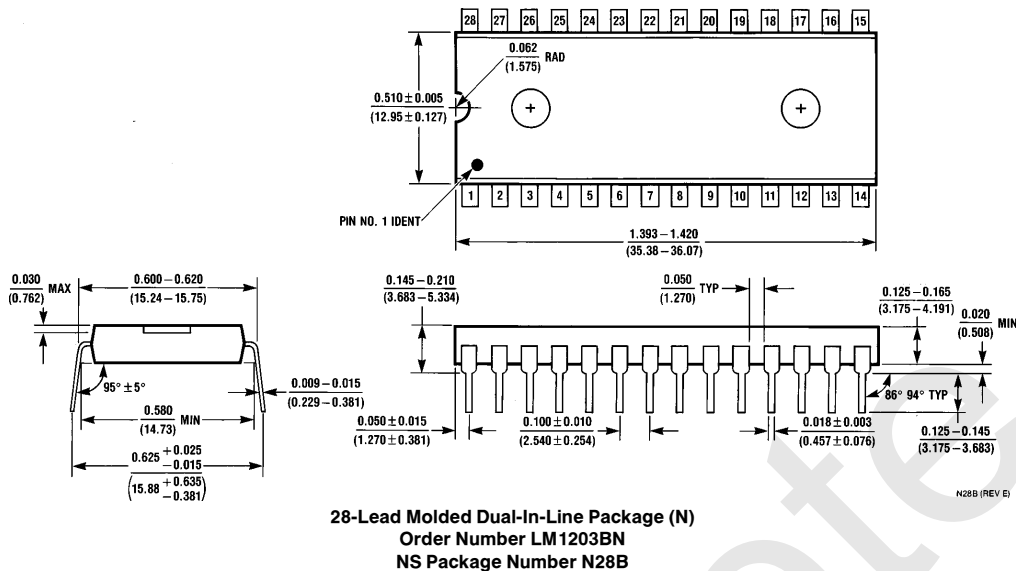 28 27 26 25 24 23 22 21 20 19 18 17 16 15
0.062
(1.575)
RAD
0.510 ± 0.005
(12.95 ± 0.127)
PIN NO. 1 IDENT
1 2 3 4 5 6 7 8 9 10 11 12 13 14
1.393 – 1.420
(35.38 – 36.07)
0.030
(0.762)
MAX
0.600 – 0.620
(15.24 – 15.75)
95° ± 5°
0.580
(14.73)
MIN
0.009 – 0.015
(0.229 – 0.381)
0.625 + 0.025
– 0.015
(15.88 + 0.635
– 0.381)
0.145 – 0.210
(3.683 – 5.334)
0.050
(1.270)
TYP
0.125 – 0.165
(3.175 – 4.191)
0.020
(0.508)
MIN
0.050 ± 0.015
(1.270 ± 0.381)
0.100 ± 0.010
(2.540 ± 0.254)
0.018 ± 0.003
(0.457 ± 0.076)
86° 94° TYP
0.125 – 0.145
(3.175 – 3.683)
N28B (REV E)
28-Lead Molded Dual-In-Line Package (N)
Order Number LM1203BN
NS Package Number N28B